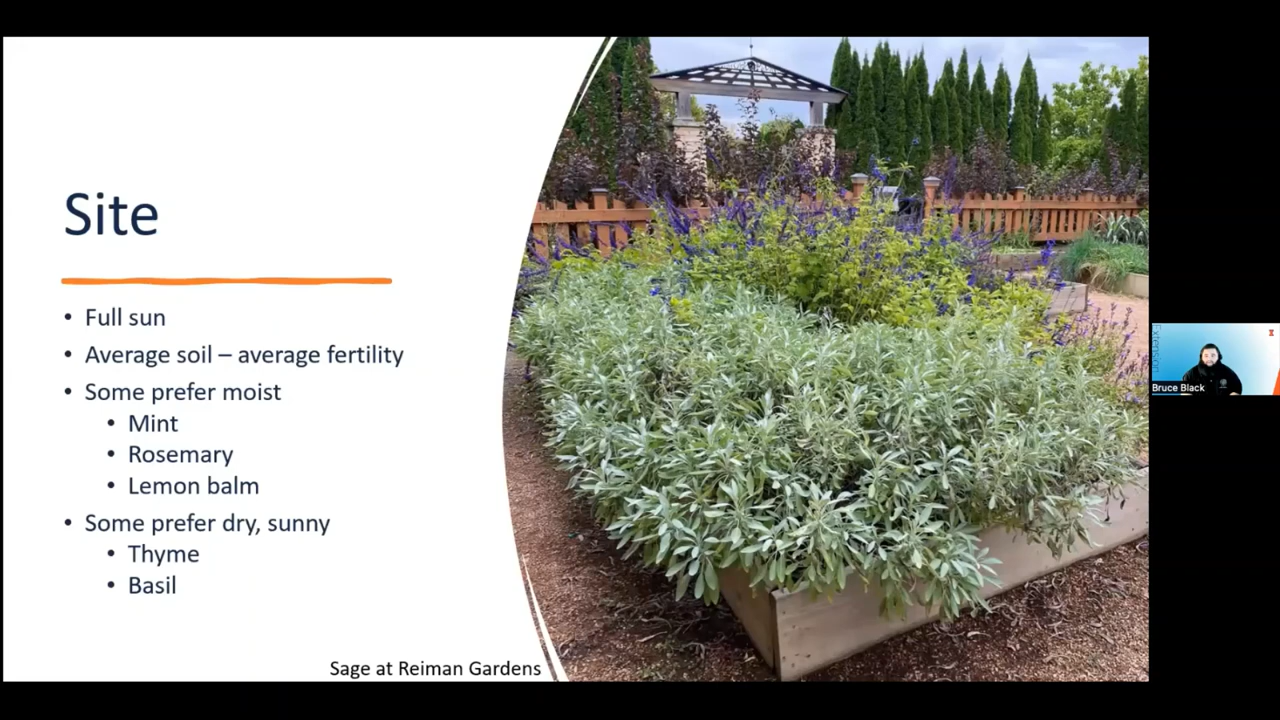 Site
• Full sun
• Average soil – average fertility
• Some prefer moist
• Mint
• Rosemary
• Lemon balm
• Some prefer dry, sunny
• Thyme
• Basil
Sage at Reiman Gardens
Extension
Bruce Black